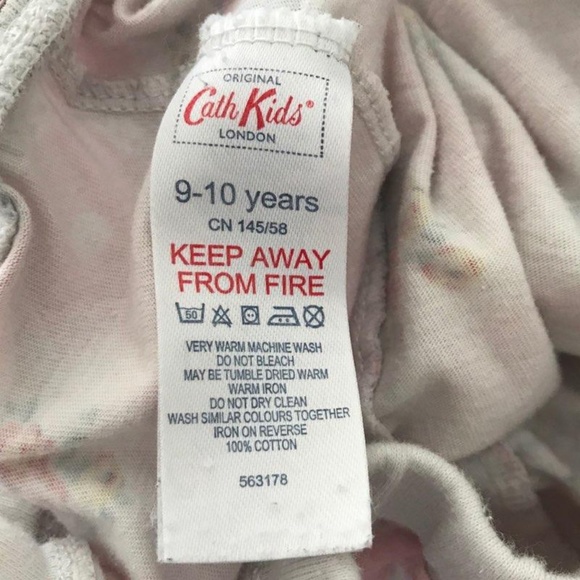 ORIGINAL
Cath Kids®
LONDON
9-10 years
CN 145/58
KEEP AWAY
FROM FIRE
50
VERY WARM MACHINE WASH
DO NOT BLEACH
MAY BE TUMBLE DRIED WARM
WARM IRON
DO NOT DRY CLEAN
WASH SIMILAR COLOURS TOGETHER
IRON ON REVERSE
100% COTTON
563178